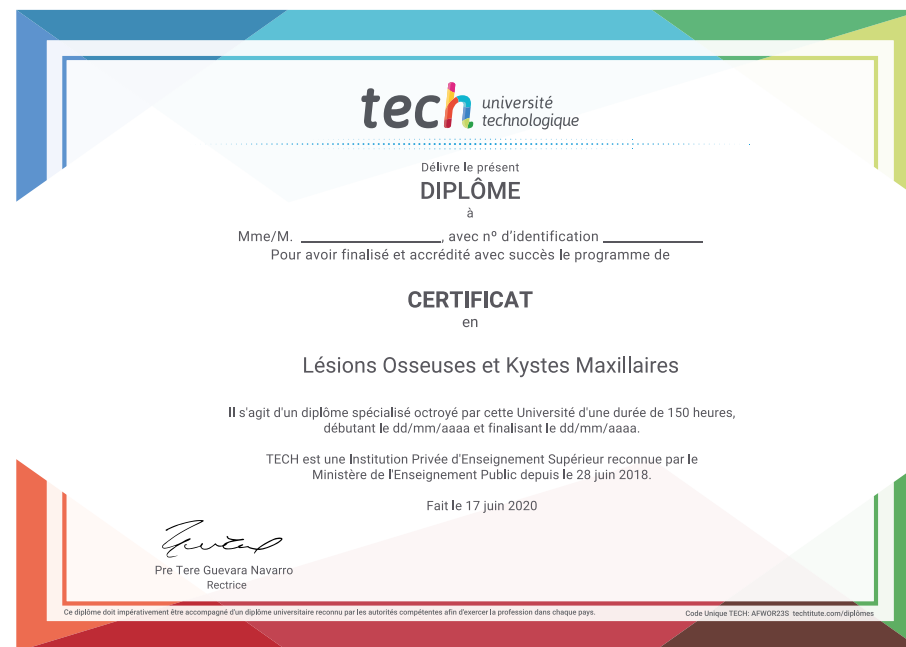 tech université
technologique
Délivre le présent
DIPLÔME
à
Mme/M. ____________________, avec nº d'identification ______________
Pour avoir finalisé et accrédité avec succès le programme de
CERTIFICAT
en
Lésions Osseuses et Kystes Maxillaires
Il s'agit d'un diplôme spécialisé octroyé par cette Université d'une durée de 150 heures,
débutant le dd/mm/aaaa et finalisant le dd/mm/aaaa.
TECH est une Institution Privée d'Enseignement Supérieur reconnue par le
Ministère de l'Enseignement Public depuis le 28 juin 2018.
Fait le 17 juin 2020
Pre Tere Guevara Navarro
Rectrice
Ce diplôme doit impérativement être accompagné d'un diplôme universitaire reconnu par les autorités compétentes afin d'exercer la profession dans chaque pays.
Code Unique TECH: AFWOR23S techtitute.com/diplômes